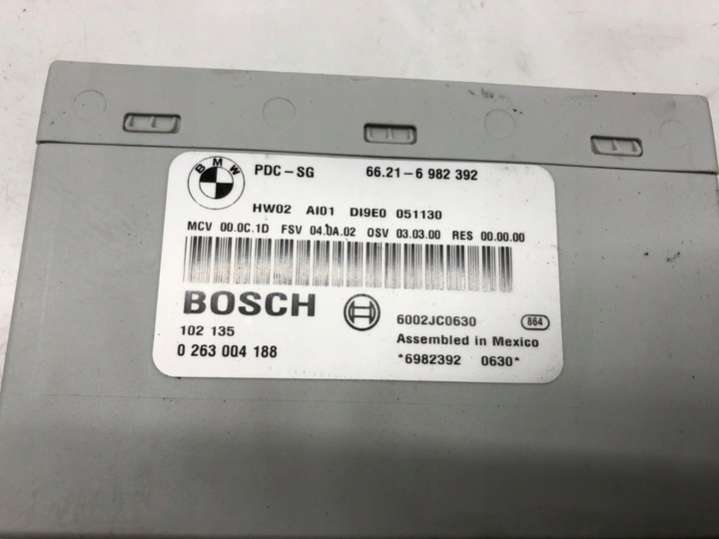 BMW PDC-SG 66.21-6 982 392
HW02 AI01 DI9E0 051130
MCV 00.0C.1D FSV 04.0A.02 OSV 03.03.00 RES 00.00.00
BOSCH 6002JC0630 864
102 135 Assembled in Mexico
0 263 004 188 *6982392 0630*